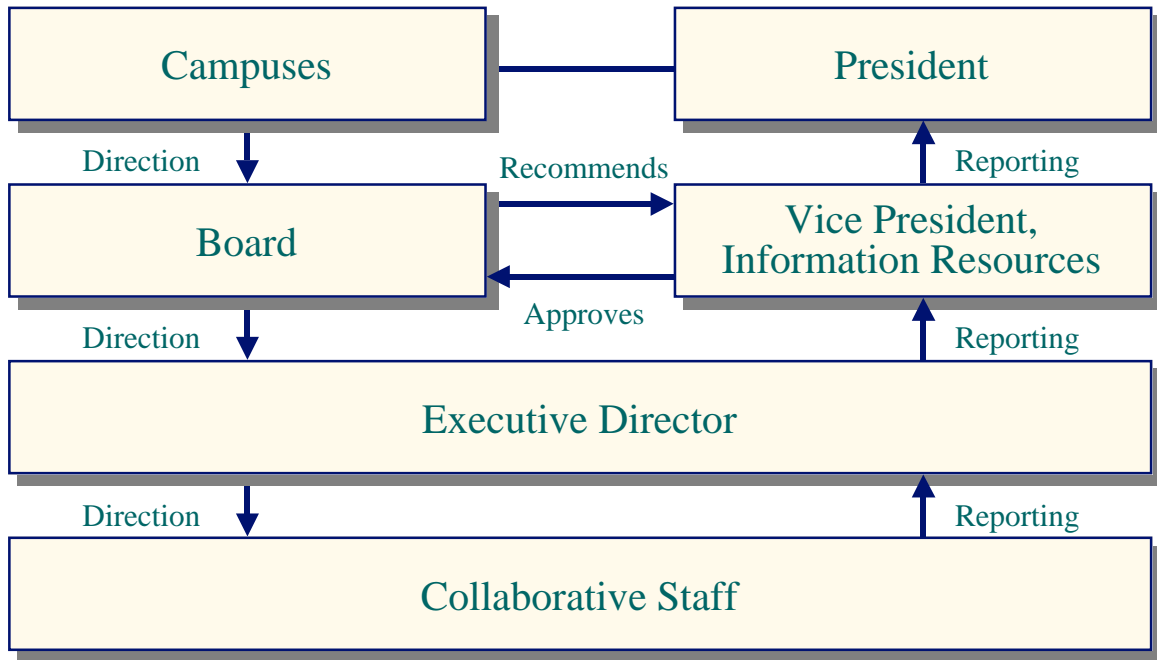 Campuses
President
Direction
Recommends
Reporting
Board
Vice President,
Information Resources
Approves
Direction
Reporting
Executive Director
Direction
Reporting
Collaborative Staff